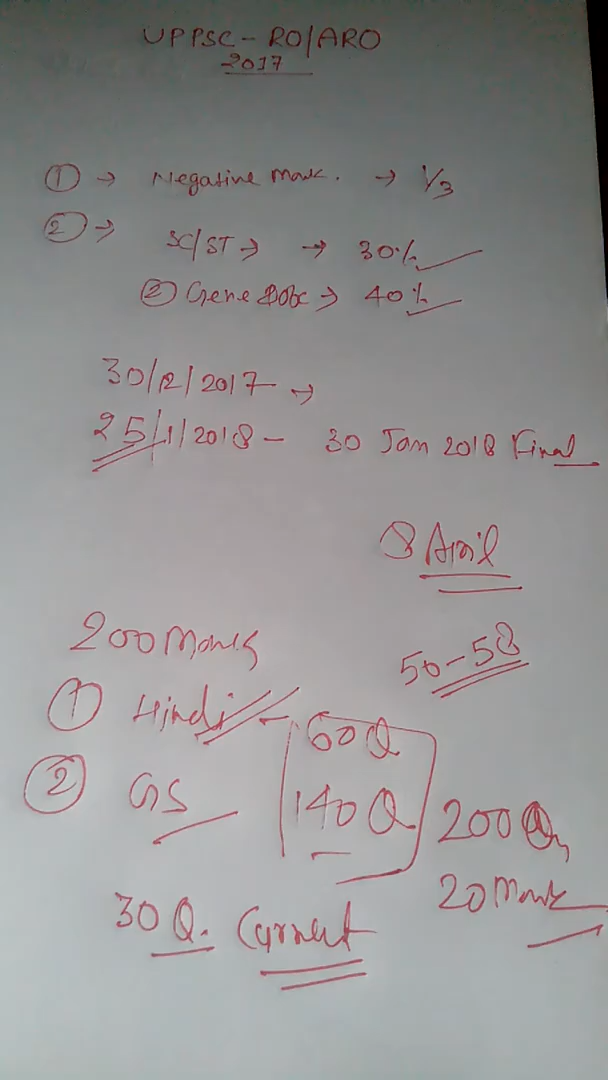 UPPSC - RO/ARO
2017
① → Negative Mark. → 1/3
② → SC/ST → → 30%
② Gene Obc → 40%
30/12/2017 →
25/1/2018 - 30 Jan 2018 Final
8 April
200 Marks
50-58
① Hindi - 60 Q
② GS 140 Q
200 Q,
20 Mark
30 Q. Current